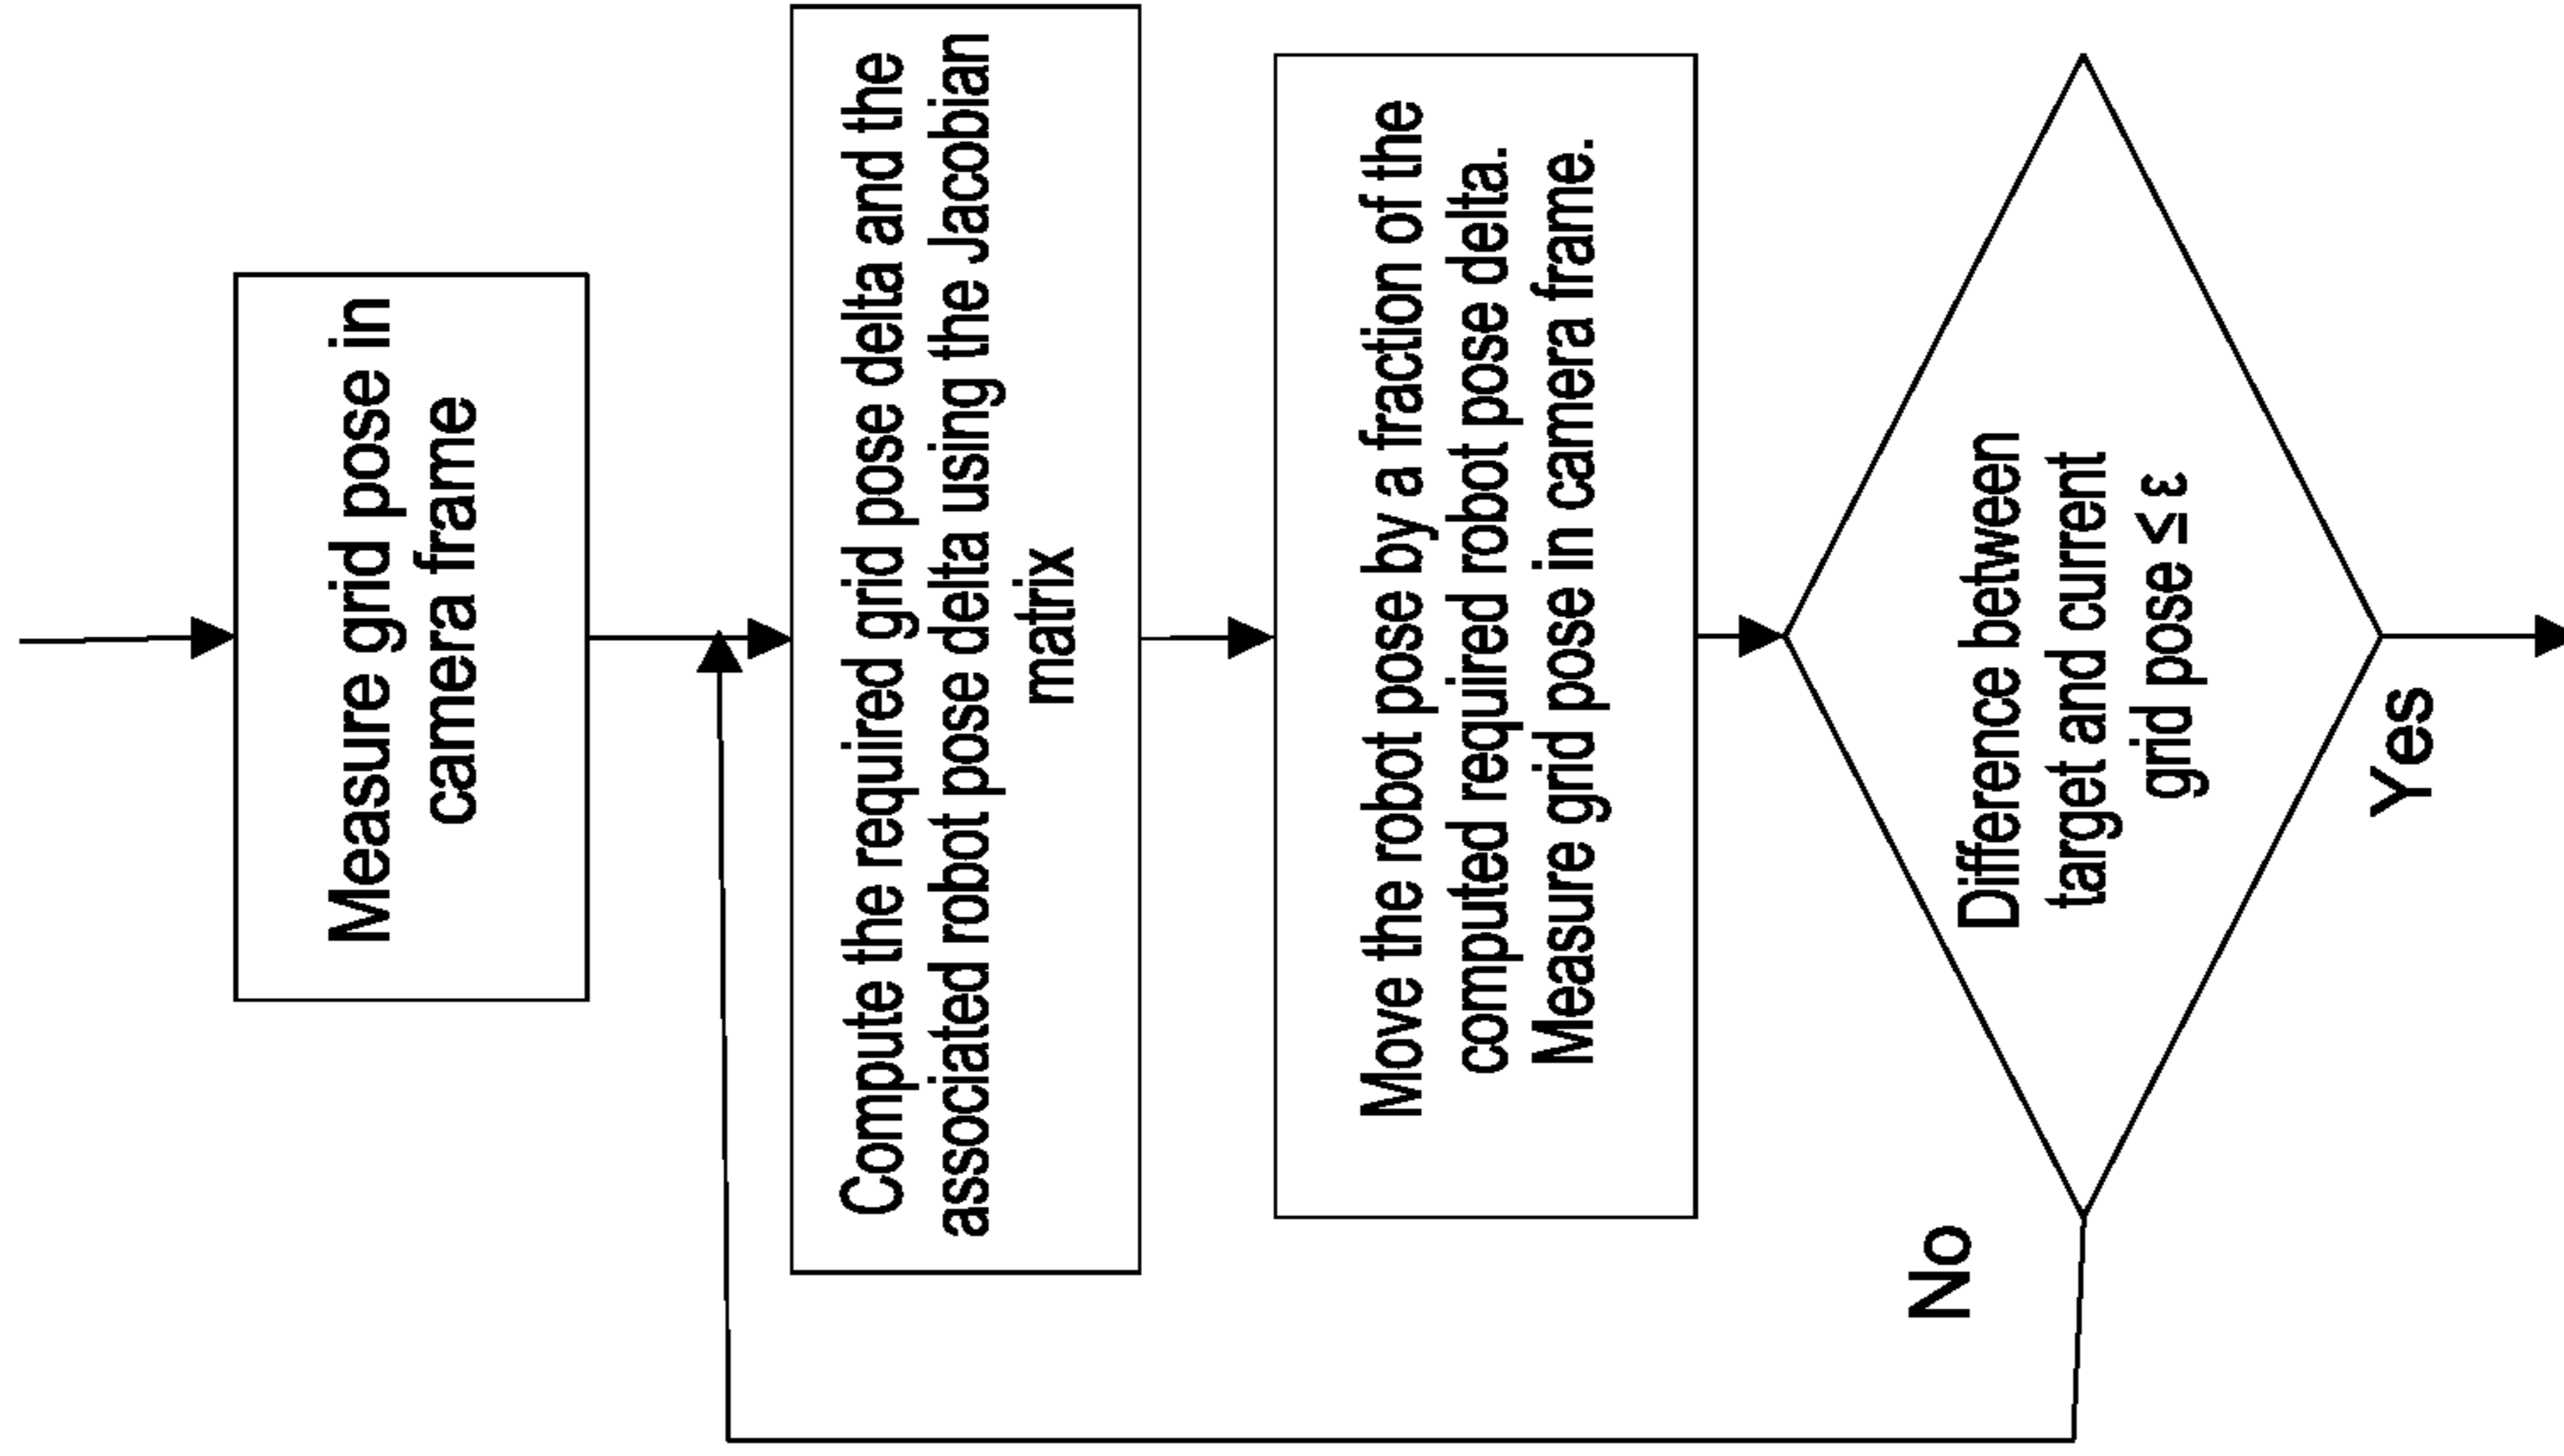 Measure grid pose in
camera frame
Compute the required grid pose delta and the
associated robot pose delta using the Jacobian
matrix
Move the robot pose by a fraction of the
computed required robot pose delta.
Measure grid pose in camera frame.
Difference between
target and current
grid pose ≤ ε
No
Yes